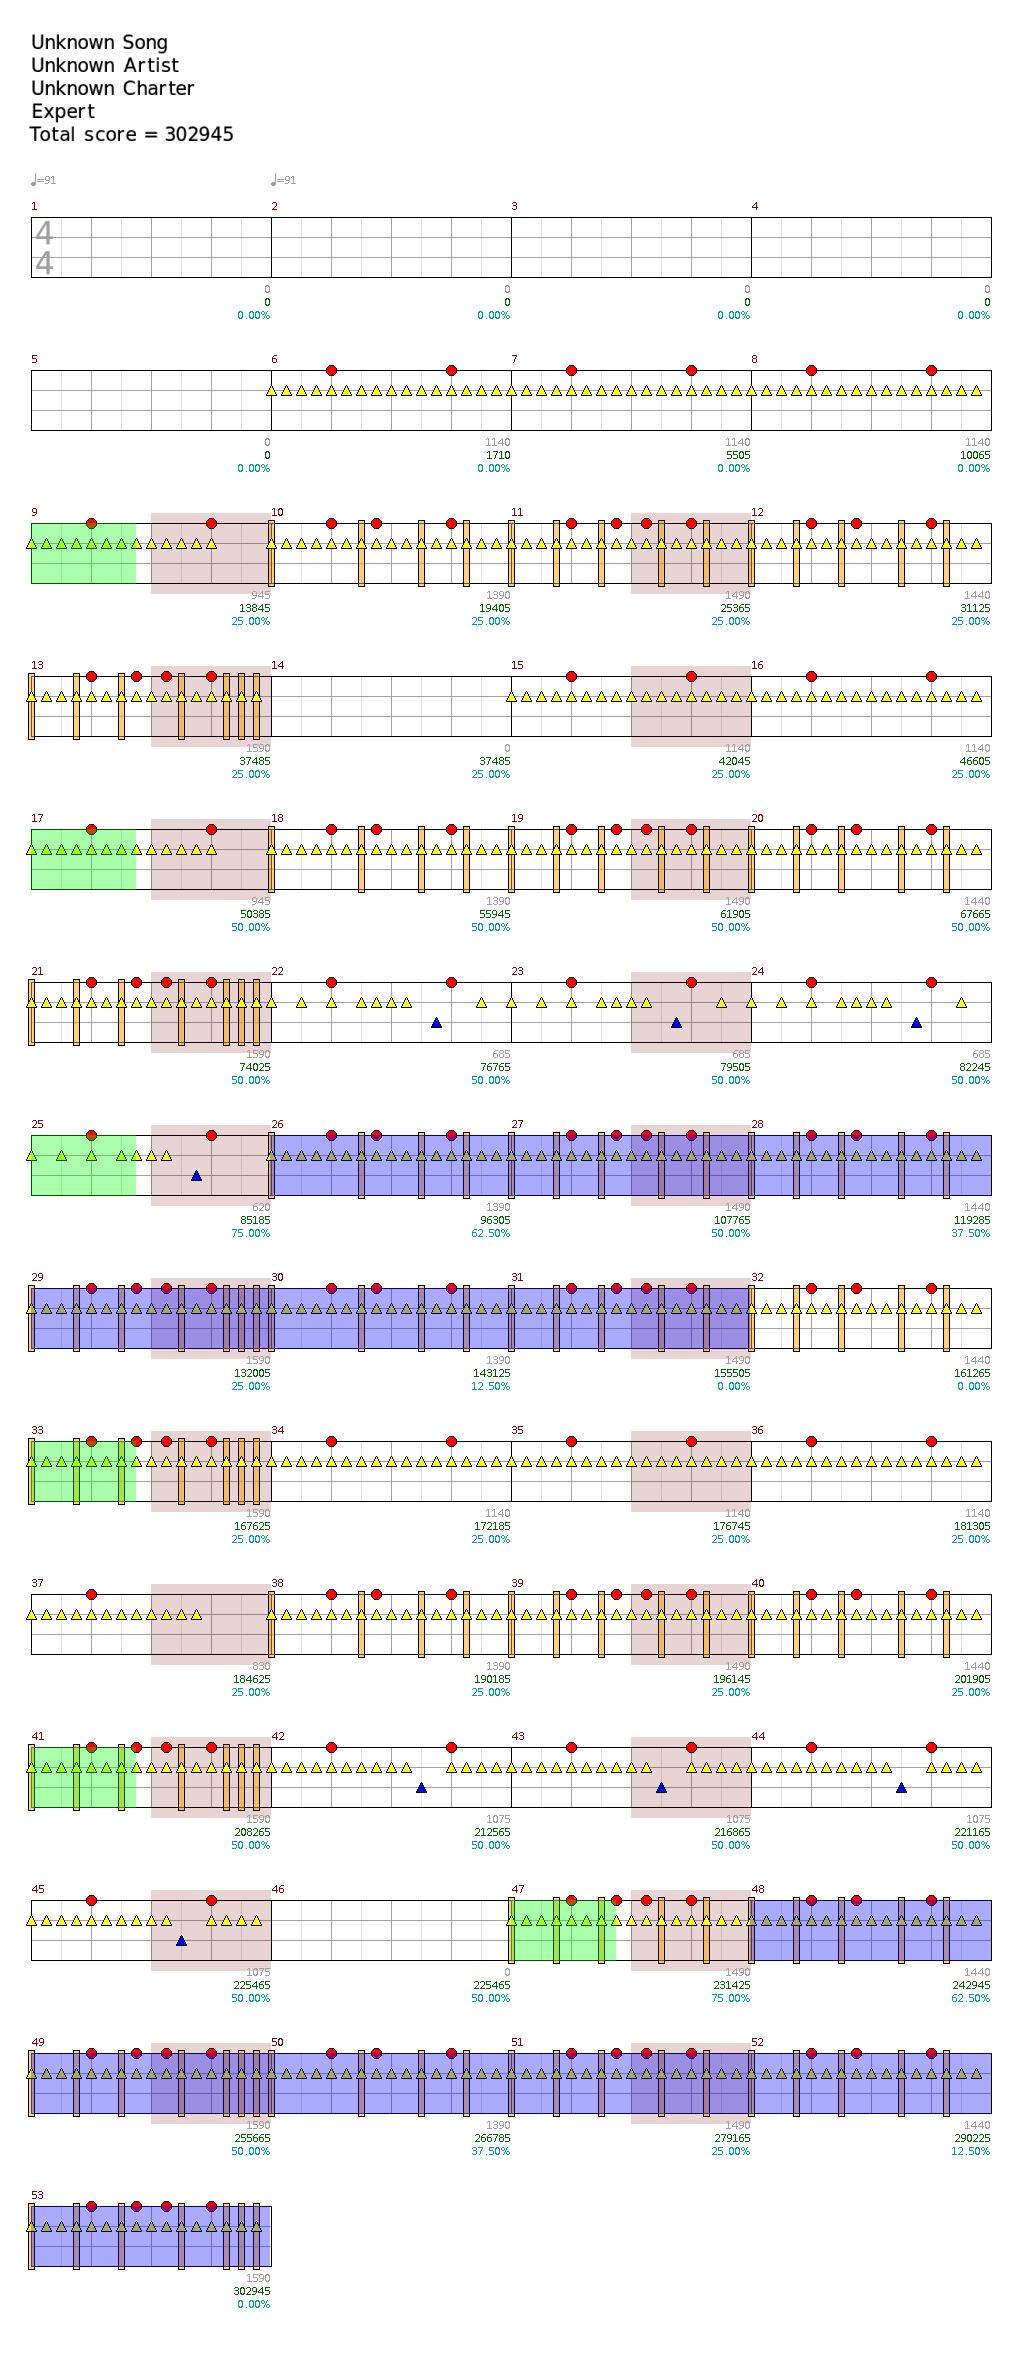 Unknown Song
Unknown Artist
Unknown Charter
Expert
Total score = 302945
♩=91 ♩=91
1 2 3 4
4
4
0 0 0 0
0 0 0 0
0.00% 0.00% 0.00% 0.00%
5 6 7 8
0 1140 1140 1140
0 1710 5505 10065
0.00% 0.00% 0.00% 0.00%
9 10 11 12
945 1390 1490 1440
13845 19405 25365 31125
25.00% 25.00% 25.00% 25.00%
13 14 15 16
1590 0 1140 1140
37485 37485 42045 46605
25.00% 25.00% 25.00% 25.00%
17 18 19 20
945 1390 1490 1440
50385 55945 61905 67665
50.00% 50.00% 50.00% 50.00%
21 22 23 24
1590 685 685 685
74025 76765 79505 82245
50.00% 50.00% 50.00% 50.00%
25 26 27 28
620 1390 1490 1440
85185 96305 107765 119285
75.00% 62.50% 50.00% 37.50%
29 30 31 32
1590 1390 1490 1440
132005 143125 155505 161265
25.00% 12.50% 0.00% 0.00%
33 34 35 36
1590 1140 1140 1140
167625 172185 176745 181305
25.00% 25.00% 25.00% 25.00%
37 38 39 40
830 1390 1490 1440
184625 190185 196145 201905
25.00% 25.00% 25.00% 25.00%
41 42 43 44
1590 1075 1075 1075
208265 212565 216865 221165
50.00% 50.00% 50.00% 50.00%
45 46 47 48
1075 0 1490 1440
225465 225465 231425 242945
50.00% 50.00% 75.00% 62.50%
49 50 51 52
1590 1390 1490 1440
255665 266785 279165 290225
50.00% 37.50% 25.00% 12.50%
53
1590
302945
0.00%